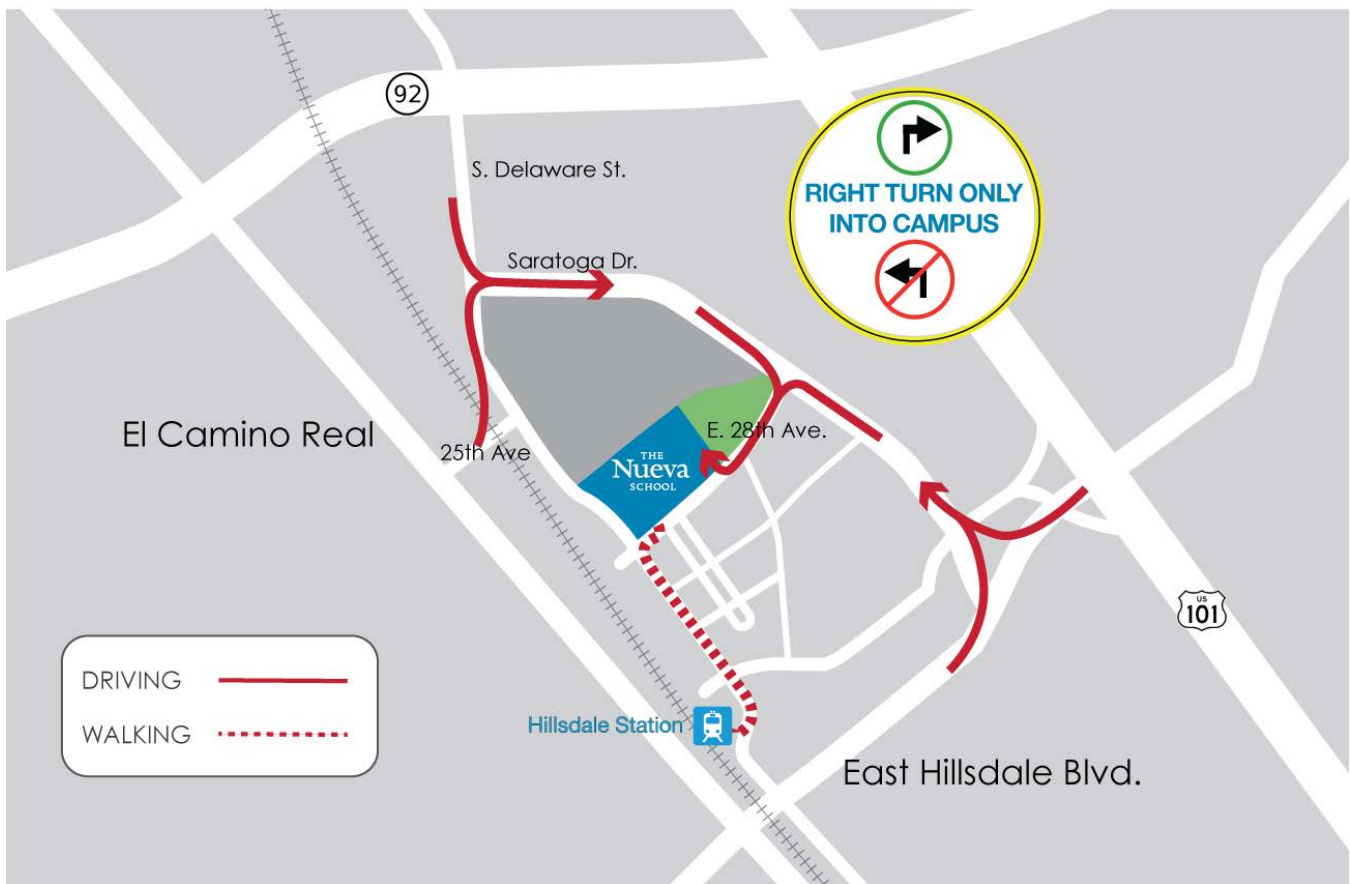 92
S. Delaware St.
RIGHT TURN ONLY
INTO CAMPUS
Saratoga Dr.
El Camino Real
25th Ave
E. 28th Ave.
THE
Nueva
SCHOOL
US
101
DRIVING
WALKING
Hillsdale Station
East Hillsdale Blvd.